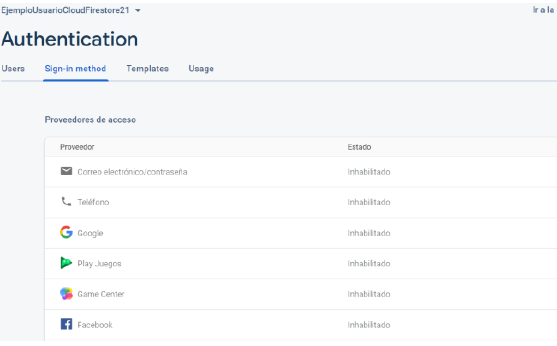 EjemploUsuarioCloudFirestore21
Ir a la
Authentication
Users Sign-in method Templates Usage
Proveedores de acceso
Proveedor Estado
Correo electrónico/contraseña Inhabilitado
Teléfono Inhabilitado
Google Inhabilitado
Play Juegos Inhabilitado
Game Center Inhabilitado
Facebook Inhabilitado